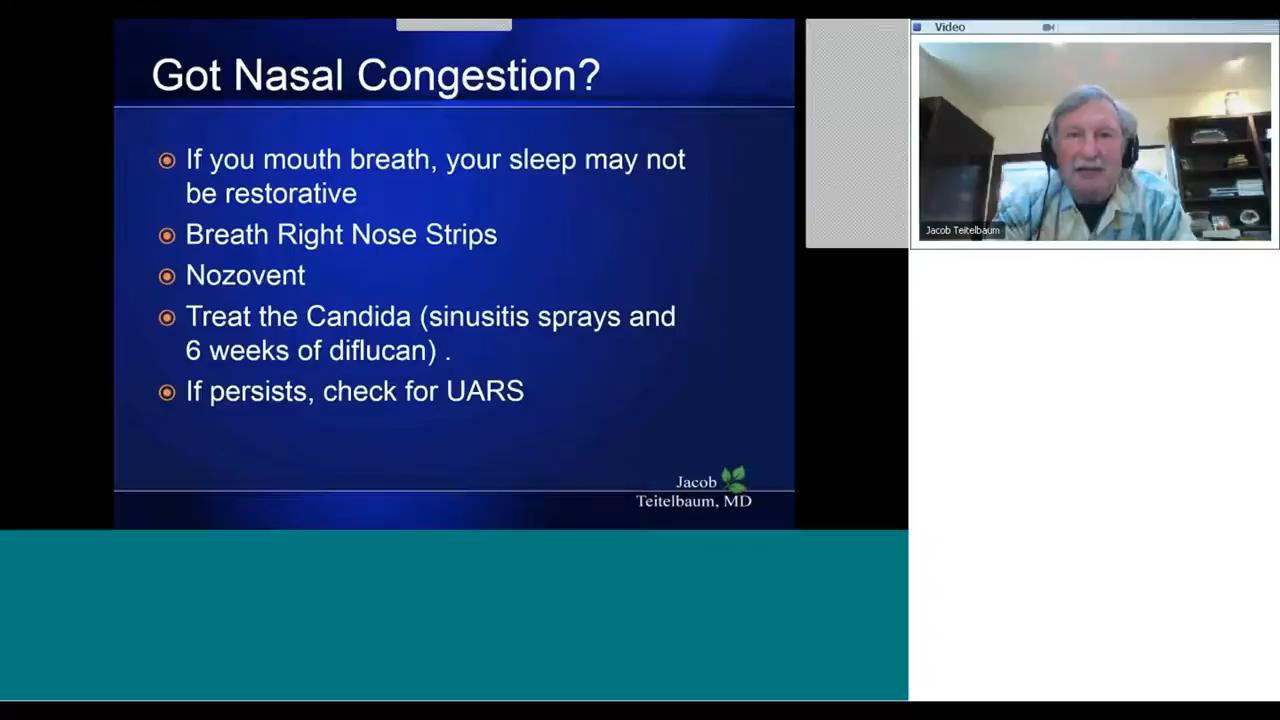 Got Nasal Congestion?
If you mouth breath, your sleep may not
be restorative
Breath Right Nose Strips
Nozovent
Treat the Candida (sinusitis sprays and
6 weeks of diflucan) .
If persists, check for UARS
Jacob
Teitelbaum, MD
Video
Jacob Teitelbaum